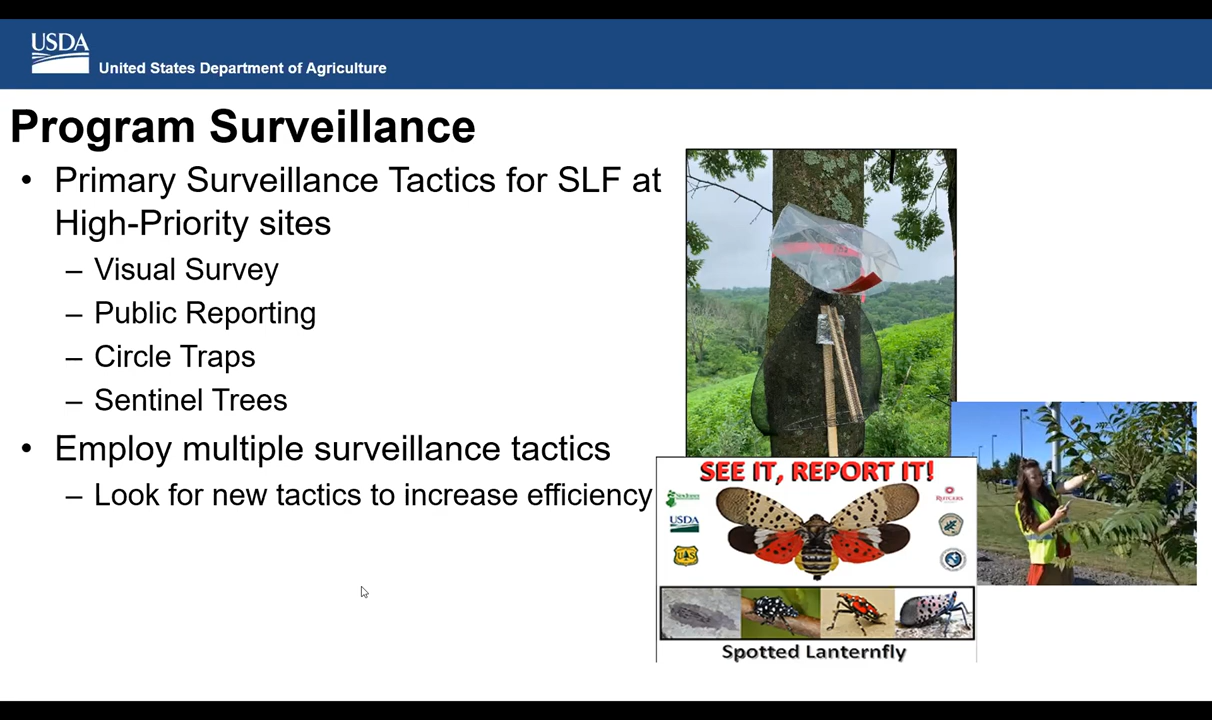 USDA
United States Department of Agriculture
Program Surveillance
• Primary Surveillance Tactics for SLF at
High-Priority sites
– Visual Survey
– Public Reporting
– Circle Traps
– Sentinel Trees
• Employ multiple surveillance tactics
– Look for new tactics to increase efficiency
SEE IT, REPORT IT!
RUTGERS
USDA
UAS
Spotted Lanternfly